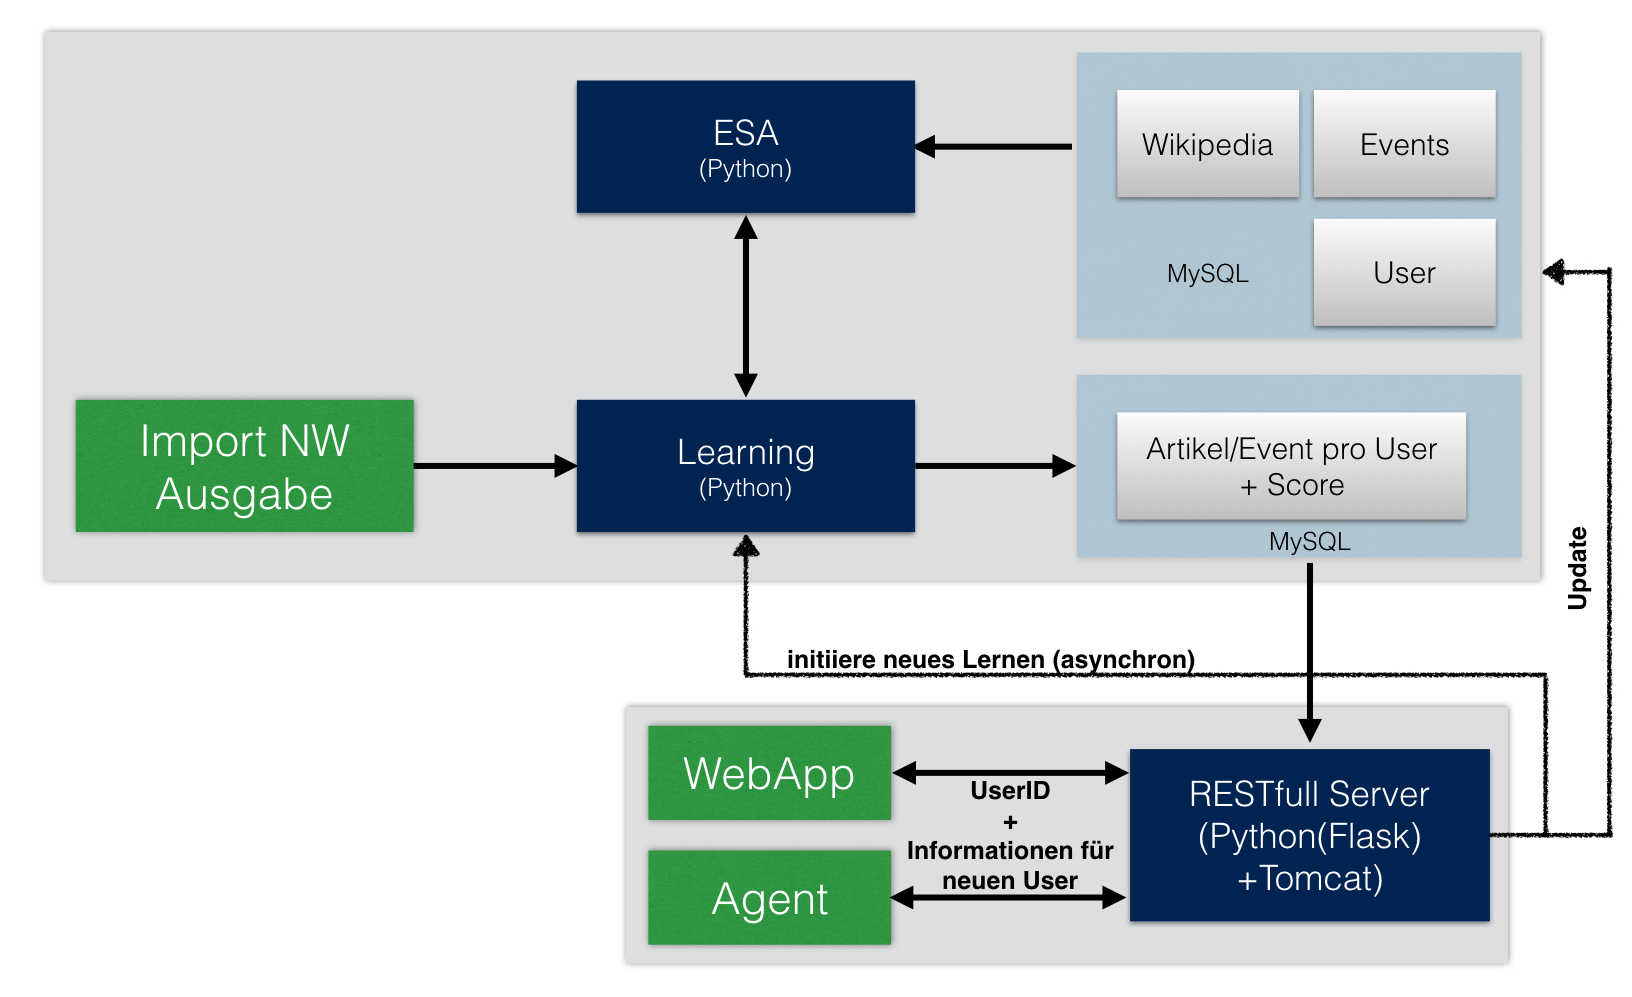 ESA
(Python)
Wikipedia
Events
MySQL
User
Import NW
Ausgabe
Learning
(Python)
Artikel/Event pro User
+ Score
MySQL
Update
initiiere neues Lernen (asynchron)
WebApp
UserID
+
Informationen für
neuen User
Agent
RESTfull Server
(Python(Flask)
+Tomcat)